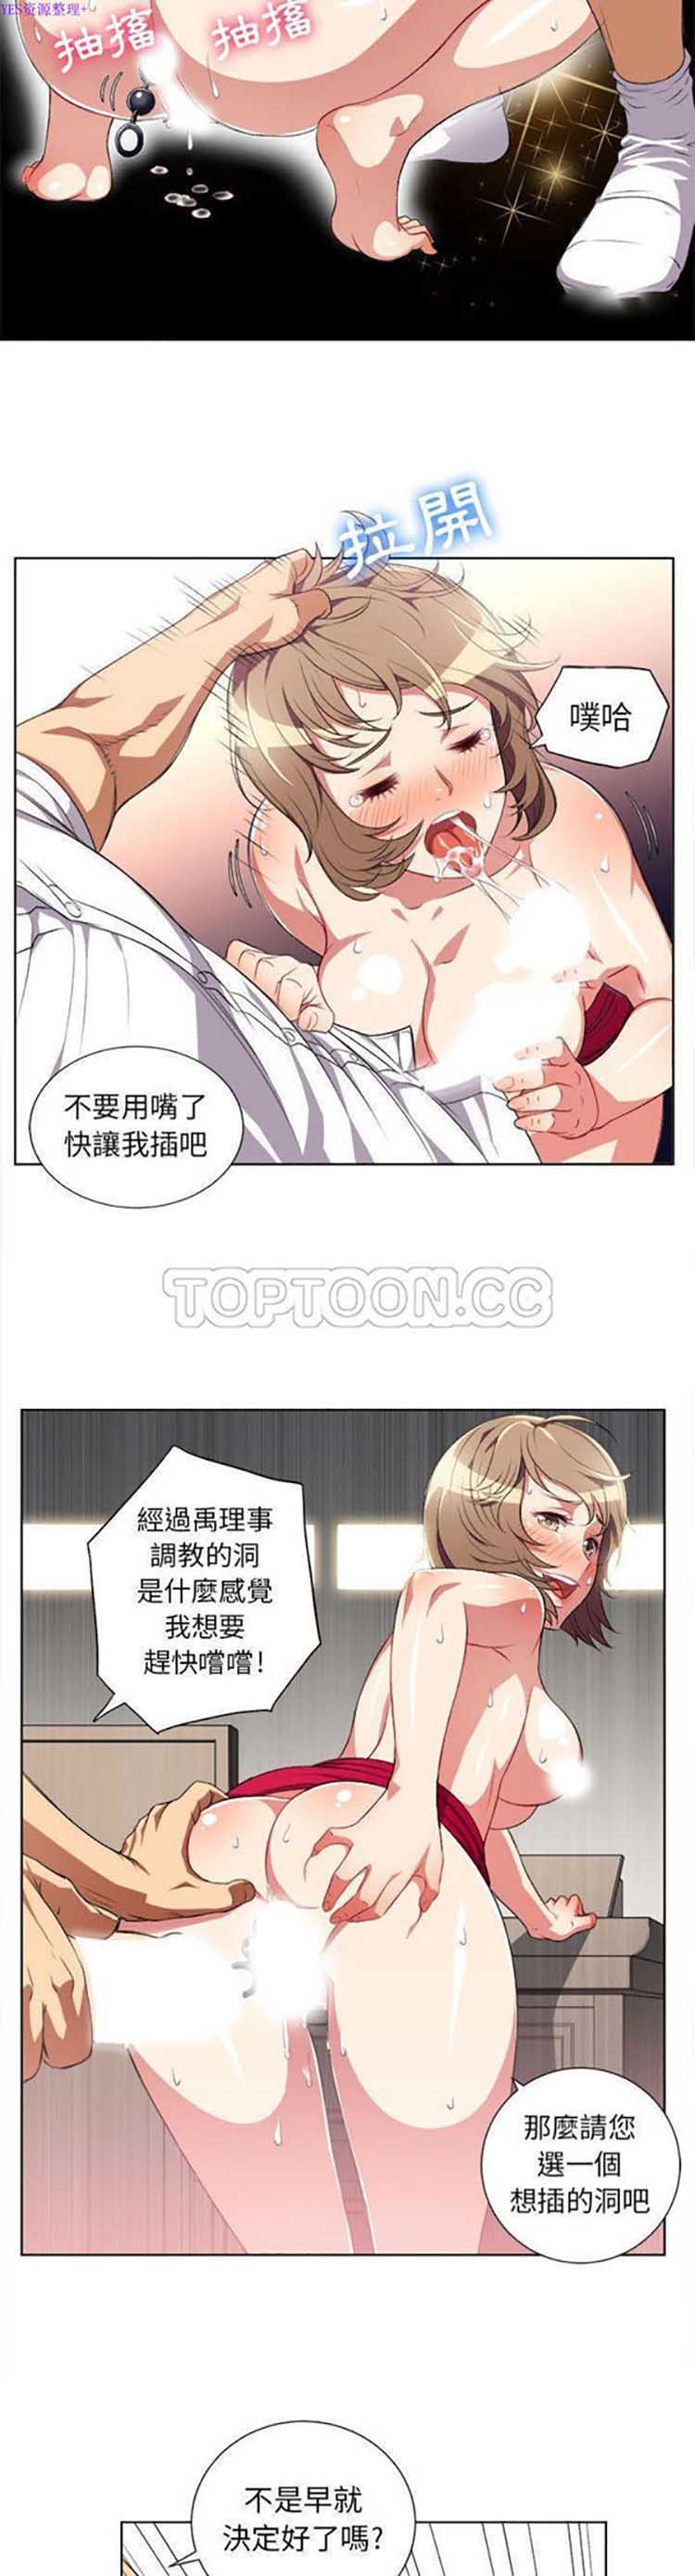 YES资源整理+
抽搐 抽搐
拉開
噗哈
不要用嘴了
快讓我插吧
TOPTOON.CC
經過禹理事
調教的洞
是什麼感覺
我想要
趕快嚐嚐!
那麼請您
選一個
想插的洞吧
不是早就
決定好了嗎?